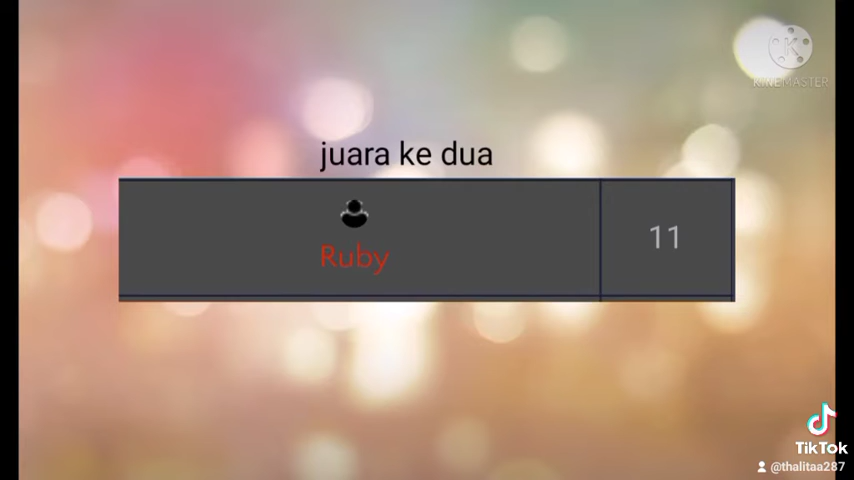 KINEMASTER
juara ke dua
Ruby
11
TikTok
@thalitaa287